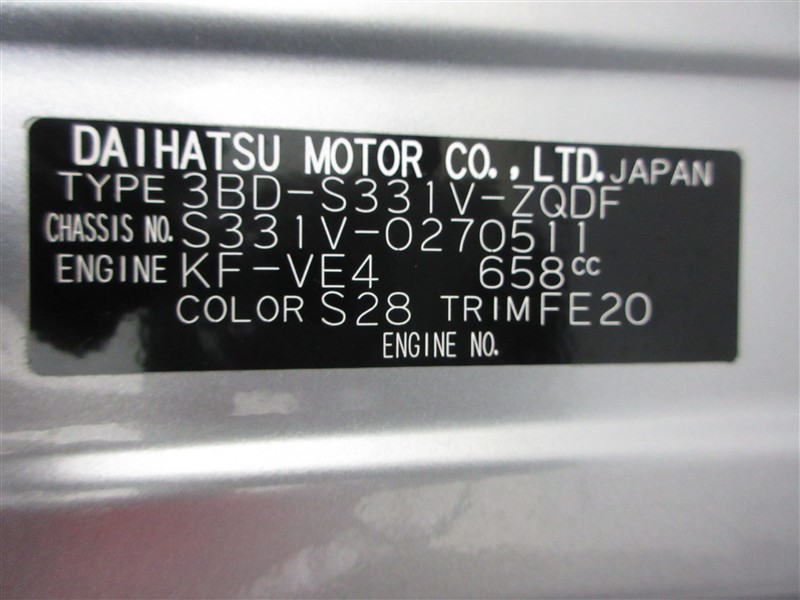 DAIHATSU MOTOR CO.,LTD. JAPAN
TYPE 3BD-S331V-ZQDF
CHASSIS NO. S331V-0270511
ENGINE KF-VE4 658cc
COLOR S28 TRIM FE20
ENGINE NO.